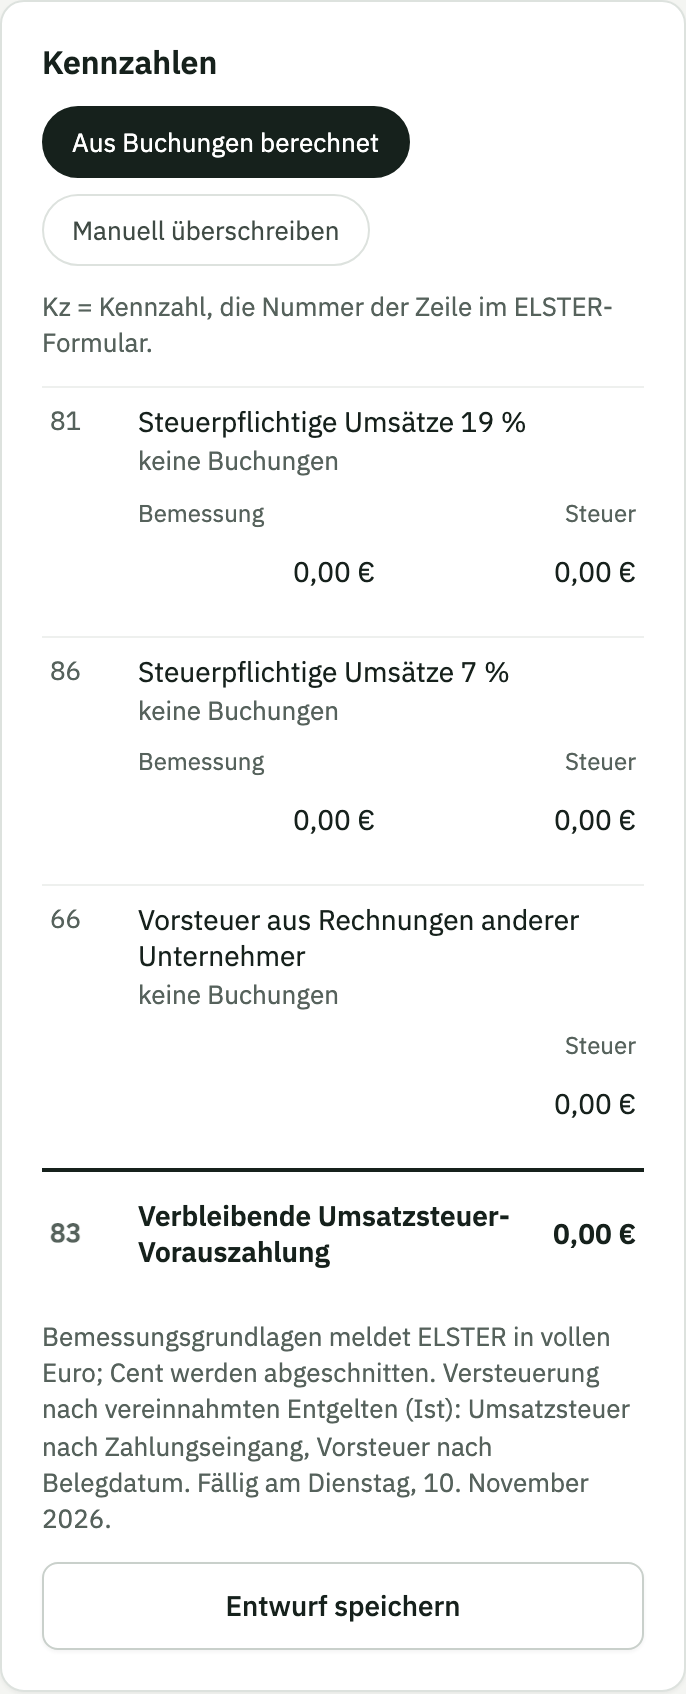 Kennzahlen
Aus Buchungen berechnet
Manuell überschreiben
Kz = Kennzahl, die Nummer der Zeile im ELSTER-
Formular.
81 Steuerpflichtige Umsätze 19 %
keine Buchungen
Bemessung Steuer
0,00 € 0,00 €
86 Steuerpflichtige Umsätze 7 %
keine Buchungen
Bemessung Steuer
0,00 € 0,00 €
66 Vorsteuer aus Rechnungen anderer
Unternehmer
keine Buchungen
Steuer
0,00 €
83 Verbleibende Umsatzsteuer-
Vorauszahlung 0,00 €
Bemessungsgrundlagen meldet ELSTER in vollen
Euro; Cent werden abgeschnitten. Versteuerung
nach vereinnahmten Entgelten (Ist): Umsatzsteuer
nach Zahlungseingang, Vorsteuer nach
Belegdatum. Fällig am Dienstag, 10. November
2026.
Entwurf speichern